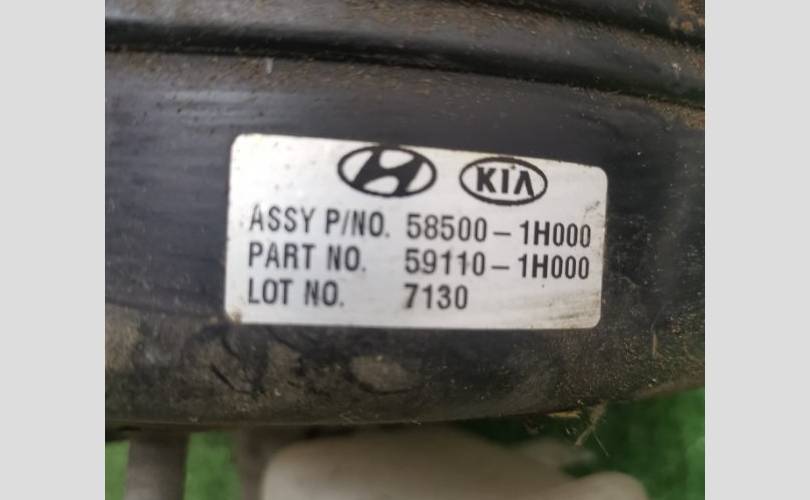 KIA
ASSY P/NO. 58500-1H000
PART NO. 59110-1H000
LOT NO. 7130